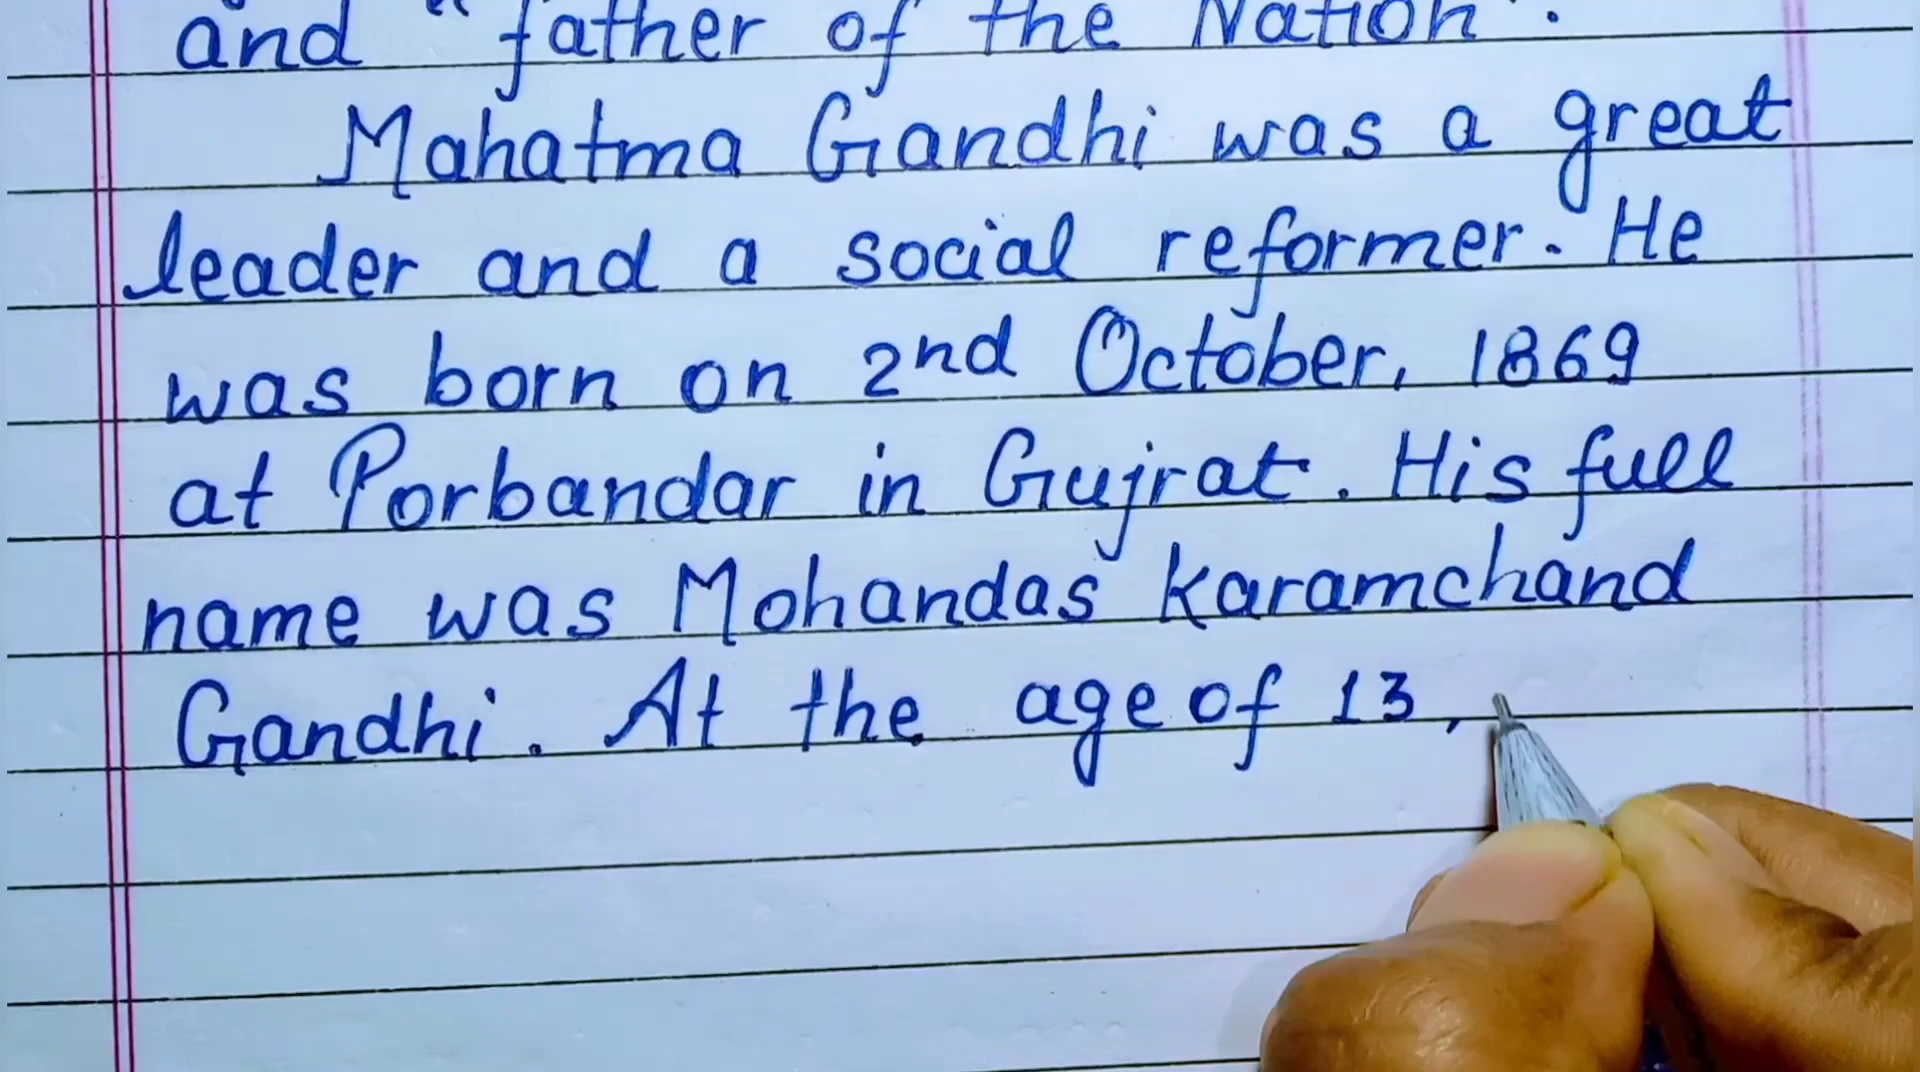 and "father of the Nation".
Mahatma Gandhi was a great
leader and a social reformer. He
was born on 2nd October, 1869
at Porbandar in Gujrat. His full
name was Mohandas Karamchand
Gandhi. At the age of 13,